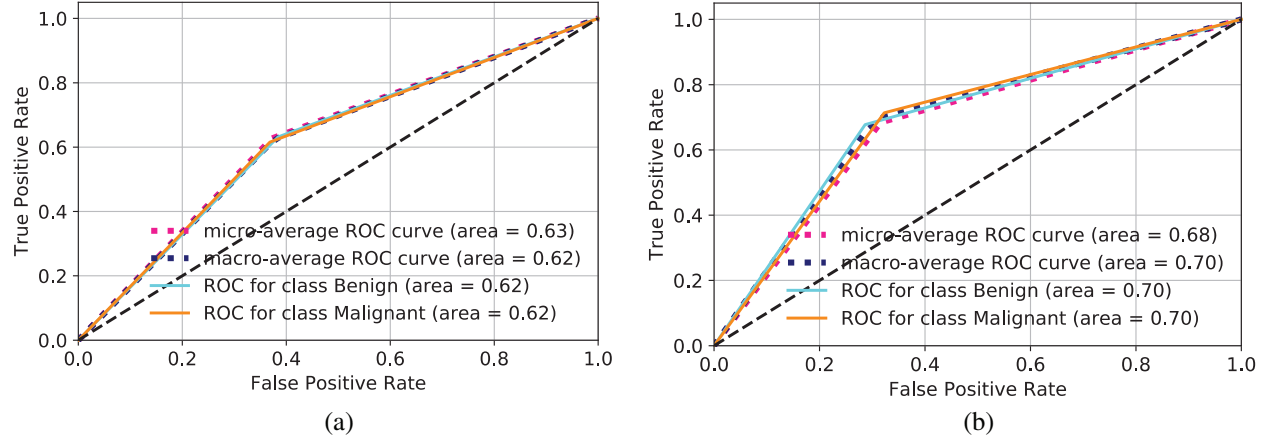 1.0
0.8
0.6
0.4
0.2
0.0
True Positive Rate
micro-average ROC curve (area = 0.63)
macro-average ROC curve (area = 0.62)
ROC for class Benign (area = 0.62)
ROC for class Malignant (area = 0.62)
0.0 0.2 0.4 0.6 0.8 1.0
False Positive Rate
(a)
1.0
0.8
0.6
0.4
0.2
0.0
True Positive Rate
micro-average ROC curve (area = 0.68)
macro-average ROC curve (area = 0.70)
ROC for class Benign (area = 0.70)
ROC for class Malignant (area = 0.70)
0.0 0.2 0.4 0.6 0.8 1.0
False Positive Rate
(b)